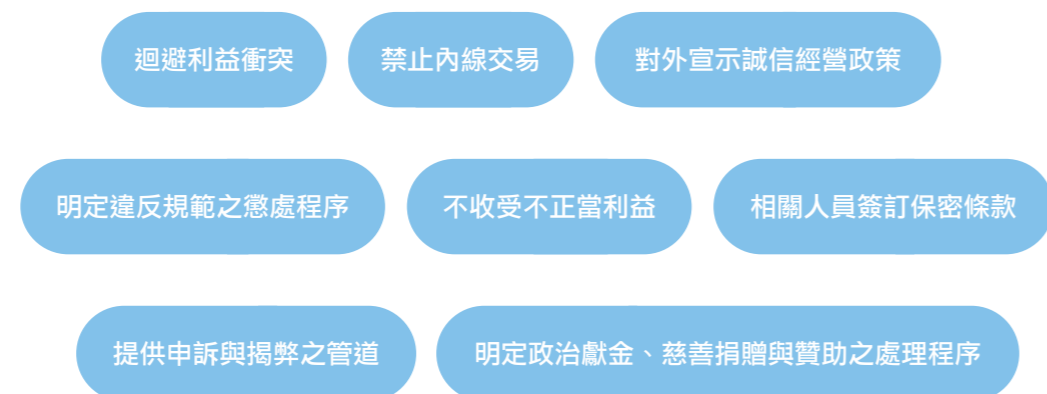 迴避利益衝突
禁止內線交易
對外宣示誠信經營政策
明定違反規範之懲處程序
不收受不正當利益
相關人員簽訂保密條款
提供申訴與揭弊之管道
明定政治獻金、慈善捐贈與贊助之處理程序